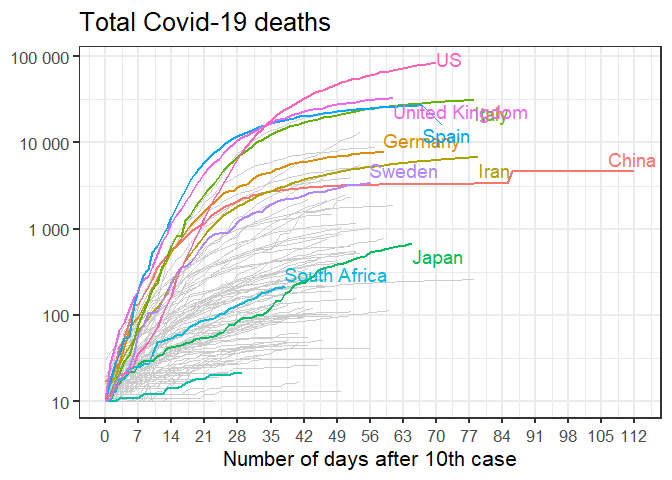 Total Covid-19 deaths
100 000
US
United Kingdom
Italy
10 000
Spain
Germany
China
Sweden
Iran
1 000
Japan
South Africa
100
10
0 7 14 21 28 35 42 49 56 63 70 77 84 91 98 105 112
Number of days after 10th case